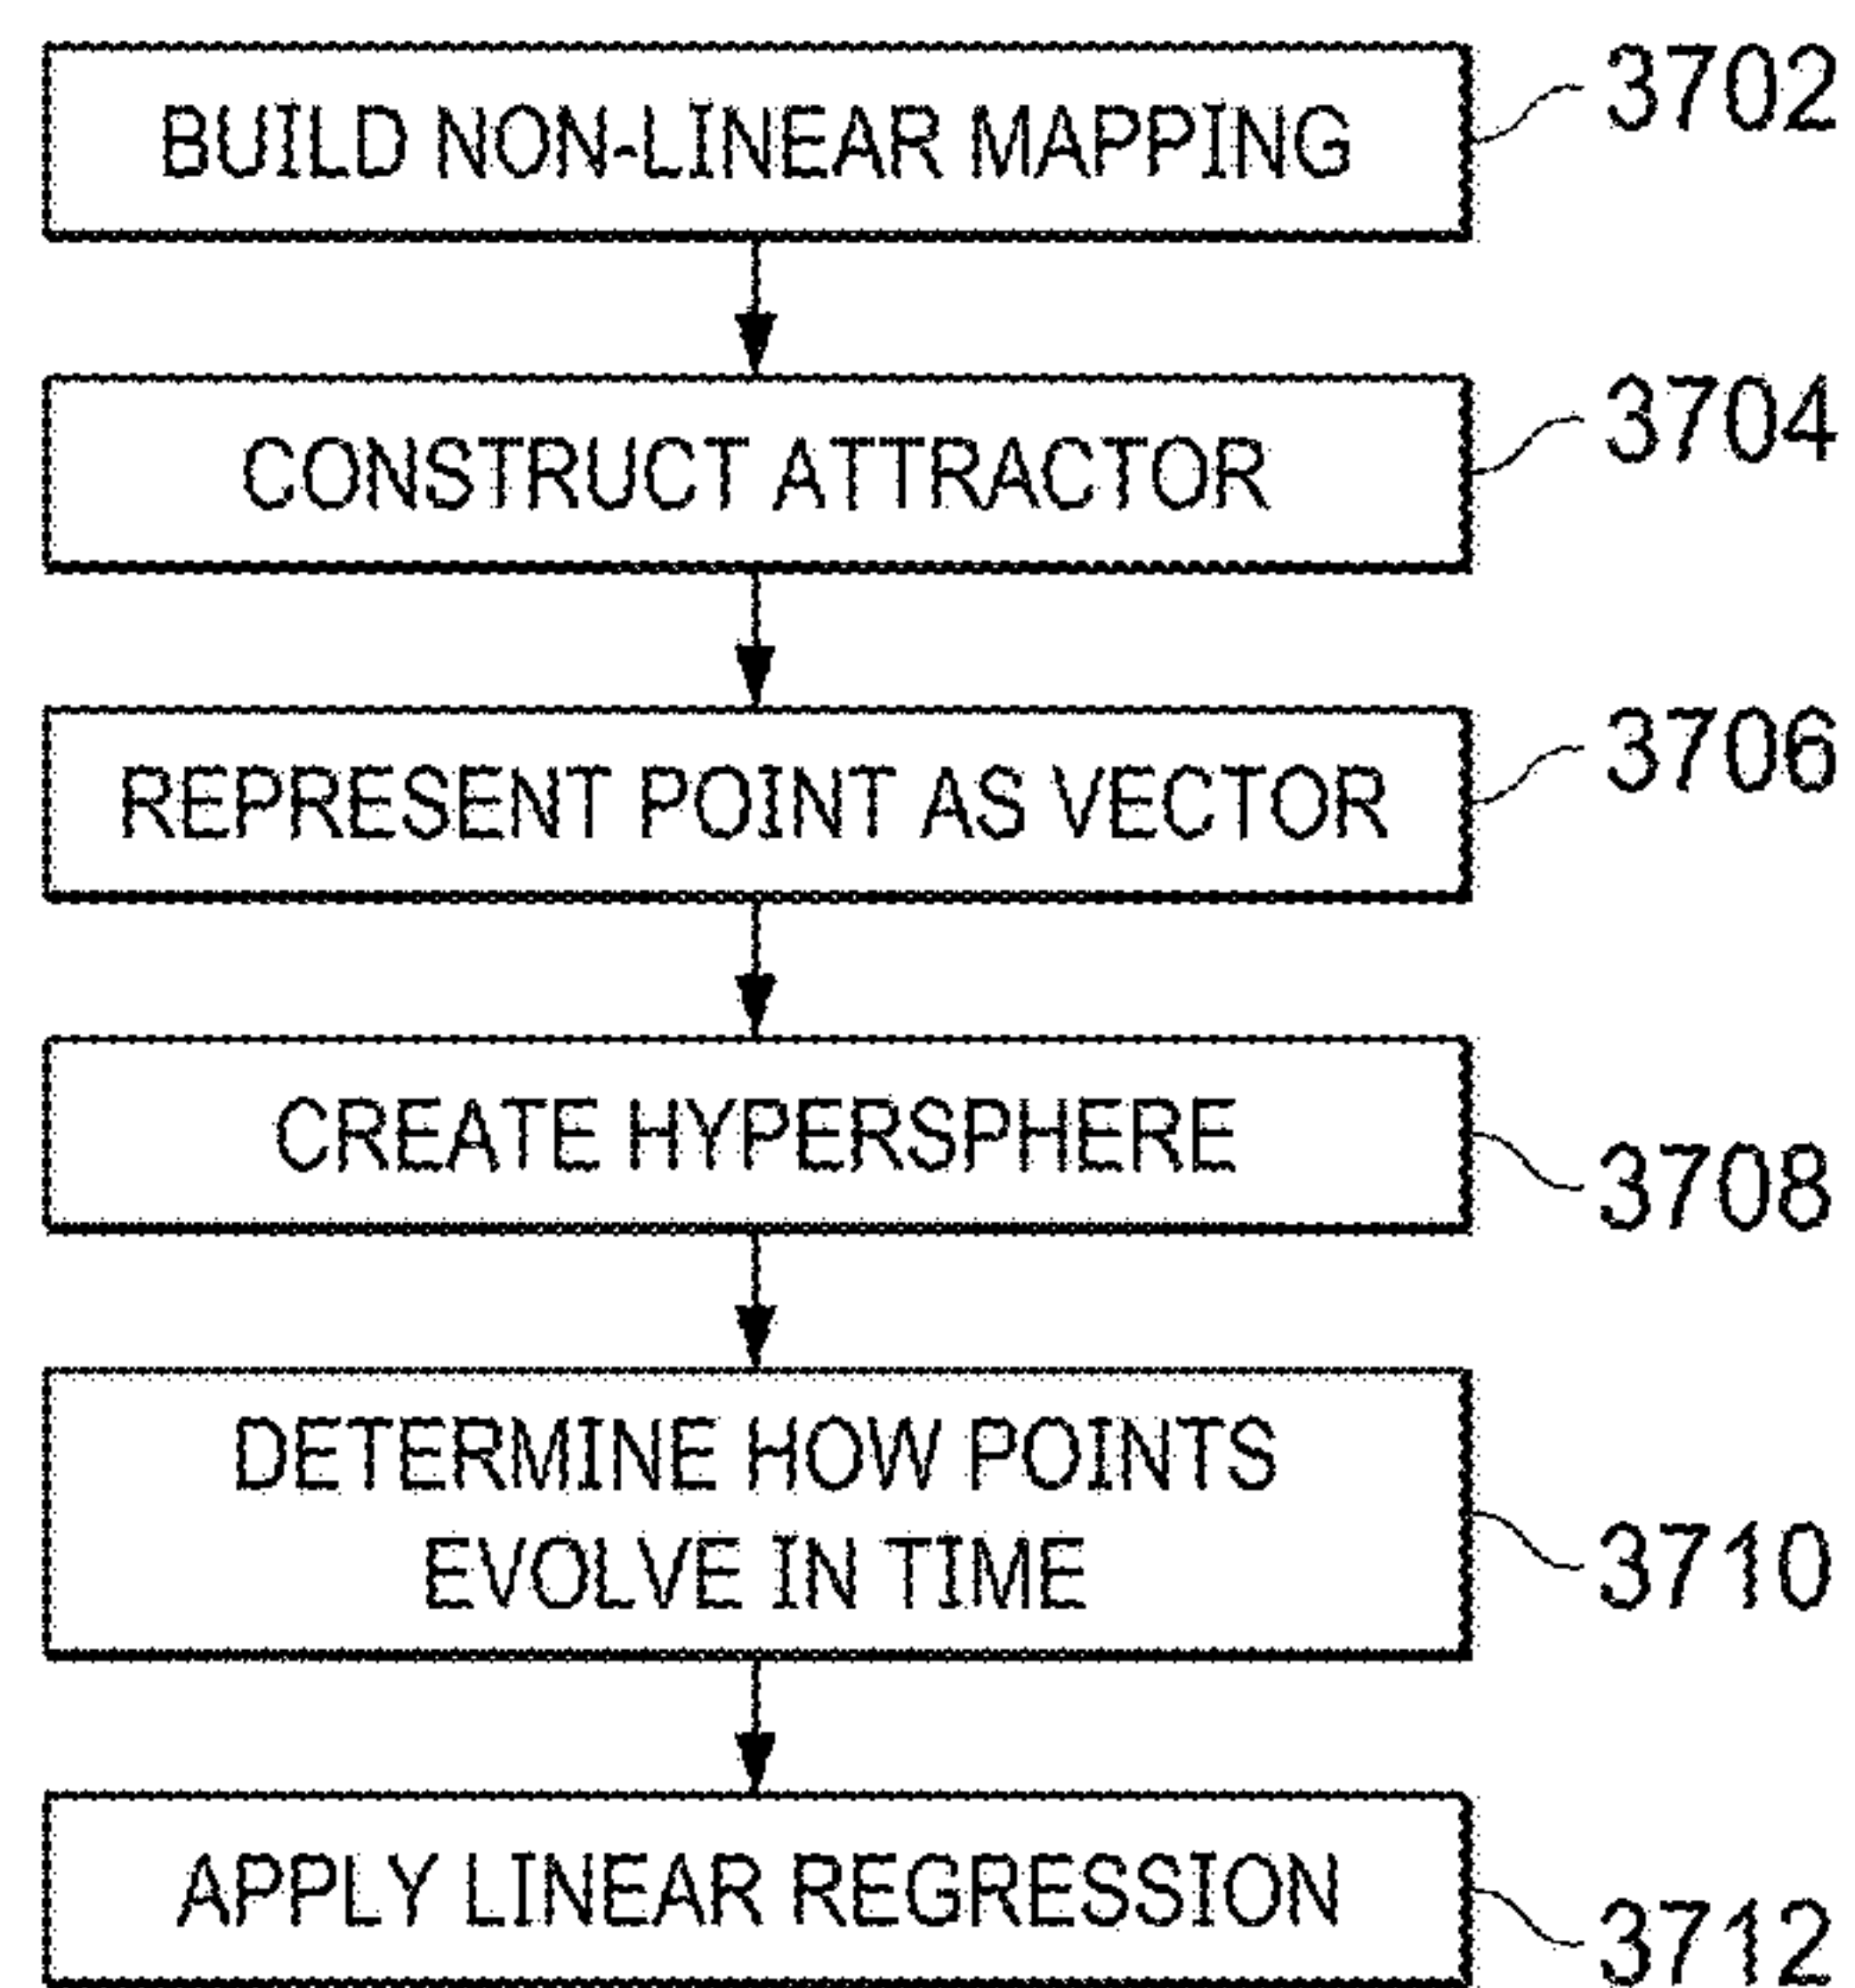 BUILD NON-LINEAR MAPPING
3702
CONSTRUCT ATTRACTOR
3704
REPRESENT POINT AS VECTOR
3706
CREATE HYPERSPHERE
3708
DETERMINE HOW POINTS
EVOLVE IN TIME
3710
APPLY LINEAR REGRESSION
3712